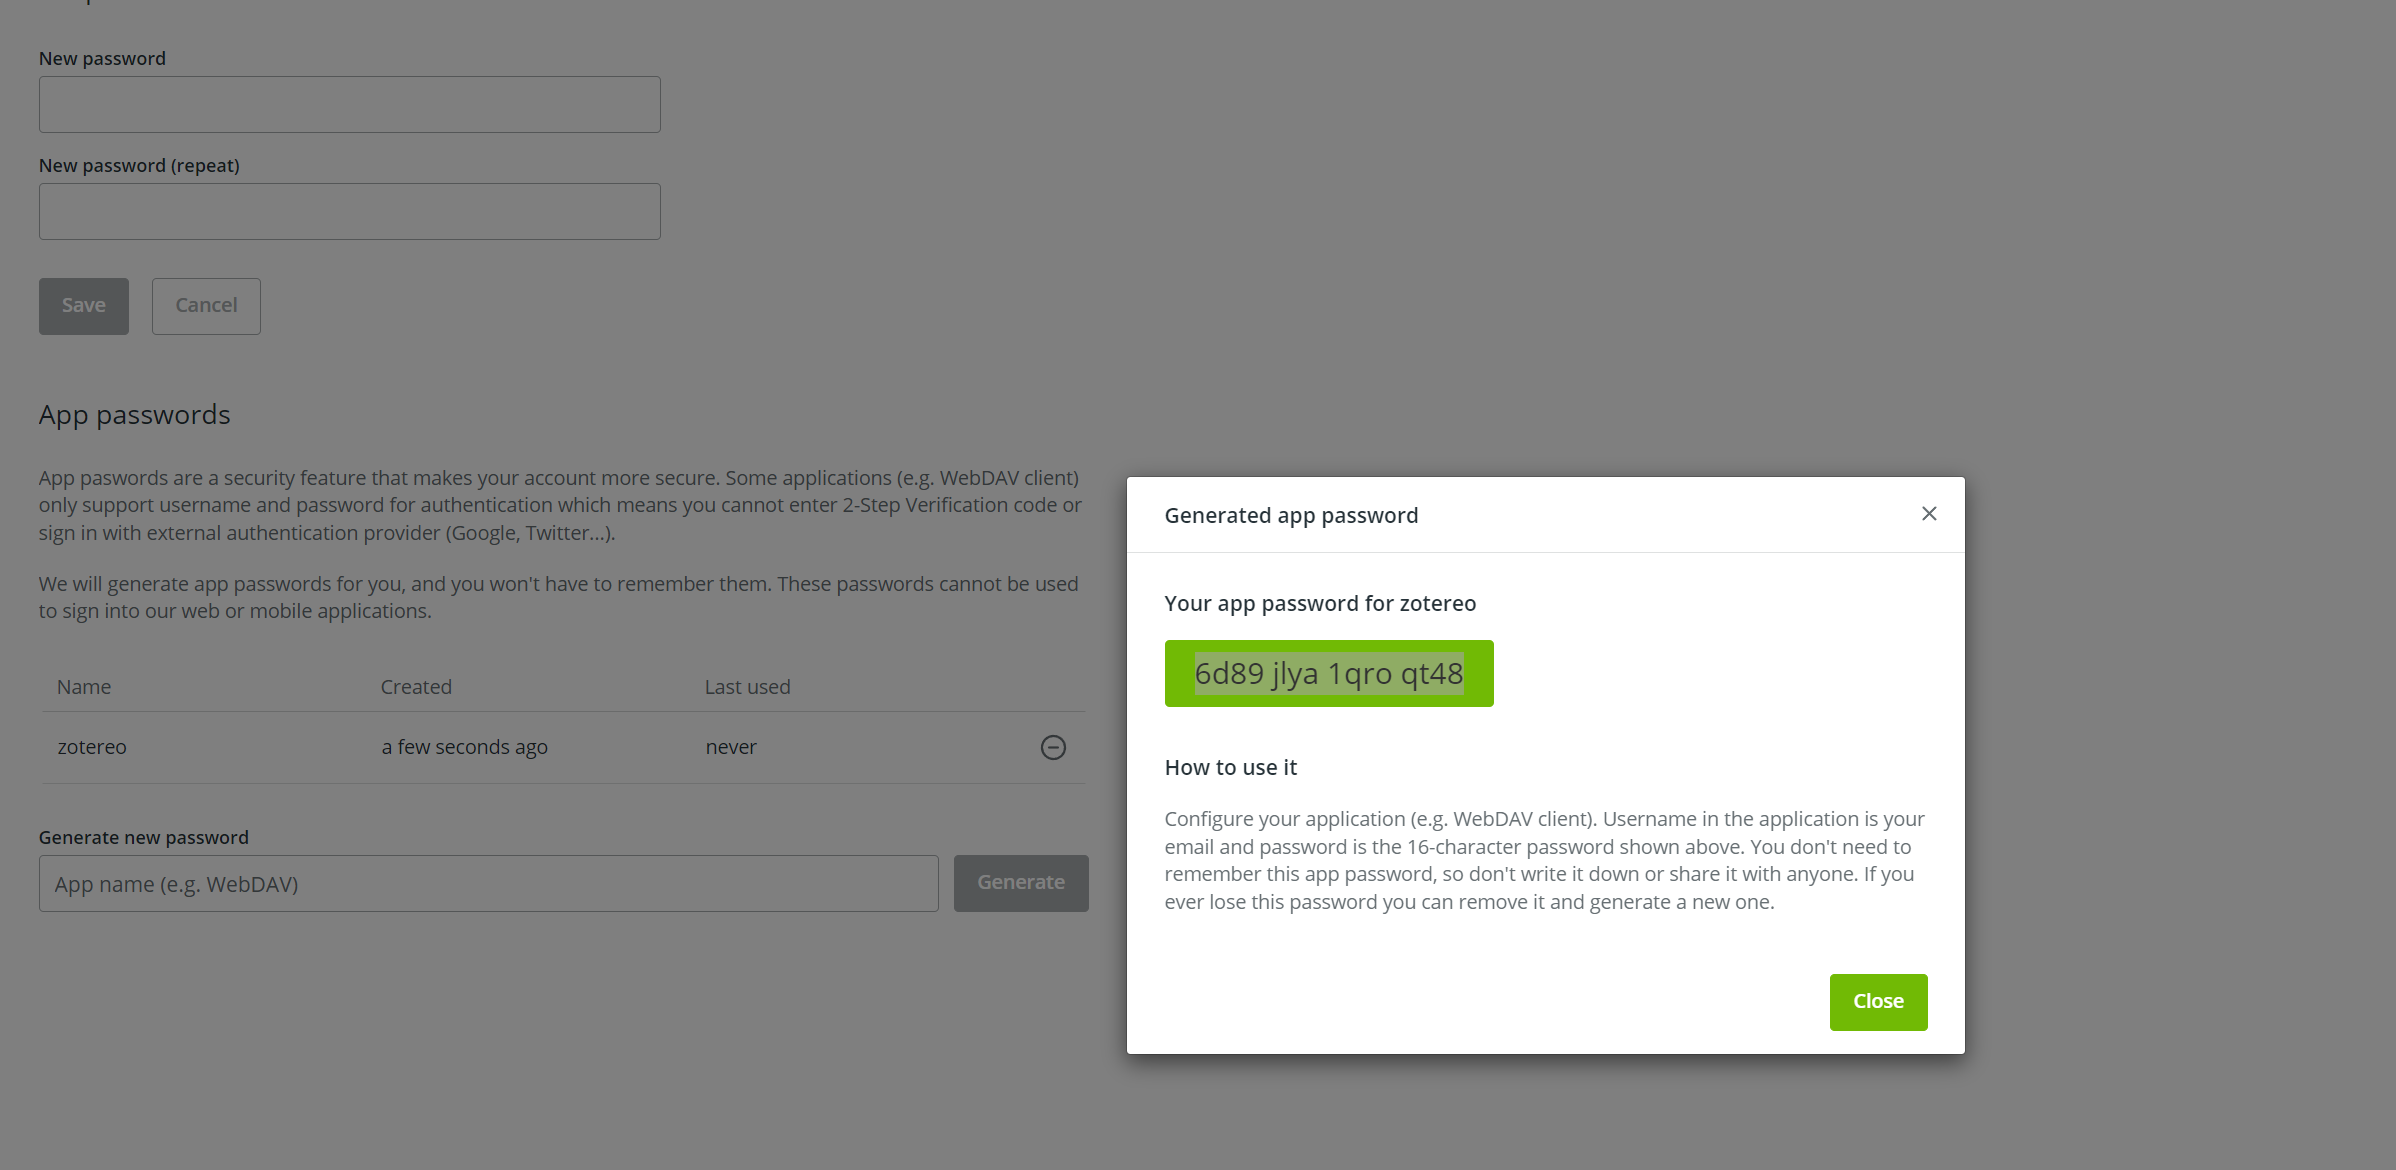 New password
New password (repeat)
Save
Cancel
App passwords
App paswords are a security feature that makes your account more secure. Some applications (e.g. WebDAV client)
only support username and password for authentication which means you cannot enter 2-Step Verification code or
sign in with external authentication provider (Google, Twitter...).
We will generate app passwords for you, and you won't have to remember them. These passwords cannot be used
to sign into our web or mobile applications.
Name Created Last used
zotereo a few seconds ago never
Generate new password
App name (e.g. WebDAV)
Generate
Generated app password
Your app password for zotereo
6d89 jlya 1qro qt48
How to use it
Configure your application (e.g. WebDAV client). Username in the application is your
email and password is the 16-character password shown above. You don't need to
remember this app password, so don't write it down or share it with anyone. If you
ever lose this password you can remove it and generate a new one.
Close